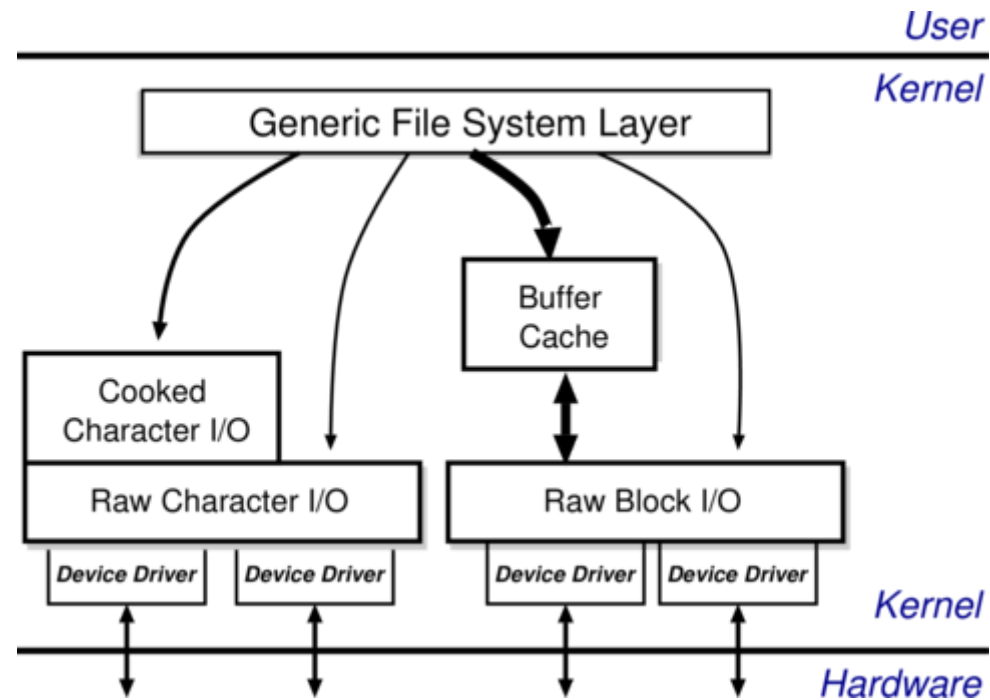 User
Kernel
Generic File System Layer
Buffer
Cache
Cooked
Character I/O
Raw Character I/O
Raw Block I/O
Device Driver
Device Driver
Device Driver
Device Driver
Kernel
Hardware